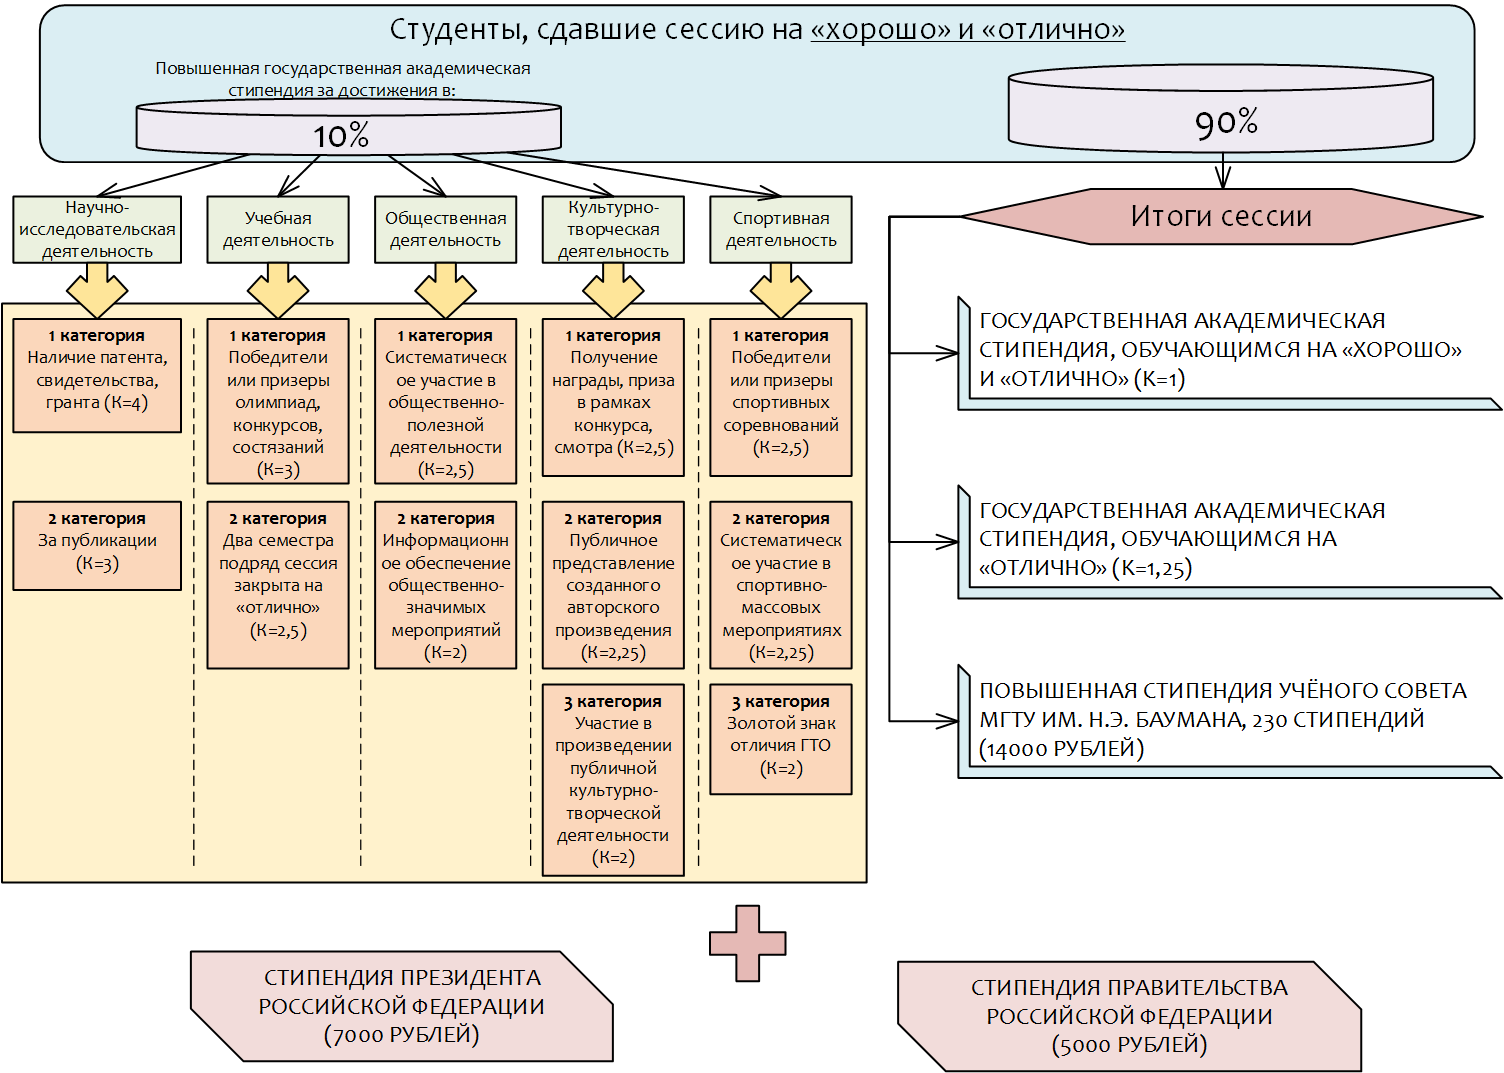 Студенты, сдавшие сессию на «хорошо» и «отлично»
Повышенная государственная академическая
стипендия за достижения в:
10%
90%
Научно-
исследовательская
деятельность
Учебная
деятельность
Общественная
деятельность
Культурно-
творческая
деятельность
Спортивная
деятельность
Итоги сессии
1 категория
Наличие патента,
свидетельства,
гранта (К=4)
1 категория
Победители
или призеры
олимпиад,
конкурсов,
состязаний
(К=3)
1 категория
Систематическ
ое участие в
общественно-
полезной
деятельности
(К=2,5)
1 категория
Получение
награды, приза
в рамках
конкурса,
смотра (К=2,5)
1 категория
Победители
или призеры
спортивных
соревнований
(К=2,5)
2 категория
За публикации
(К=3)
2 категория
Два семестра
подряд сессия
закрыта на
«отлично»
(К=2,5)
2 категория
Информационн
ое обеспечение
общественно-
значимых
мероприятий
(К=2)
2 категория
Публичное
представление
созданного
авторского
произведения
(К=2,25)
2 категория
Систематическ
ое участие в
спортивно-
массовых
мероприятиях
(К=2,25)
3 категория
Участие в
произведении
публичной
культурно-
творческой
деятельности
(К=2)
3 категория
Золотой знак
отличия ГТО
(К=2)
ГОСУДАРСТВЕННАЯ АКАДЕМИЧЕСКАЯ
СТИПЕНДИЯ, ОБУЧАЮЩИМСЯ НА «ХОРОШО»
И «ОТЛИЧНО» (К=1)
ГОСУДАРСТВЕННАЯ АКАДЕМИЧЕСКАЯ
СТИПЕНДИЯ, ОБУЧАЮЩИМСЯ НА
«ОТЛИЧНО» (К=1,25)
ПОВЫШЕННАЯ СТИПЕНДИЯ УЧЁНОГО СОВЕТА
МГТУ ИМ. Н.Э. БАУМАНА, 230 СТИПЕНДИЙ
(14000 РУБЛЕЙ)
СТИПЕНДИЯ ПРЕЗИДЕНТА
РОССИЙСКОЙ ФЕДЕРАЦИИ
(7000 РУБЛЕЙ)
СТИПЕНДИЯ ПРАВИТЕЛЬСТВА
РОССИЙСКОЙ ФЕДЕРАЦИИ
(5000 РУБЛЕЙ)